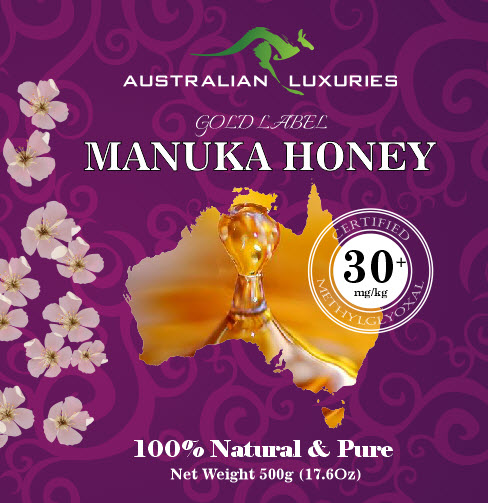 AUSTRALIAN LUXURIES
GOLD LABEL
MANUKA HONEY
CERTIFIED
30+
mg/kg
METHYLGLYOXAL
100% Natural & Pure
Net Weight 500g (17.6Oz)